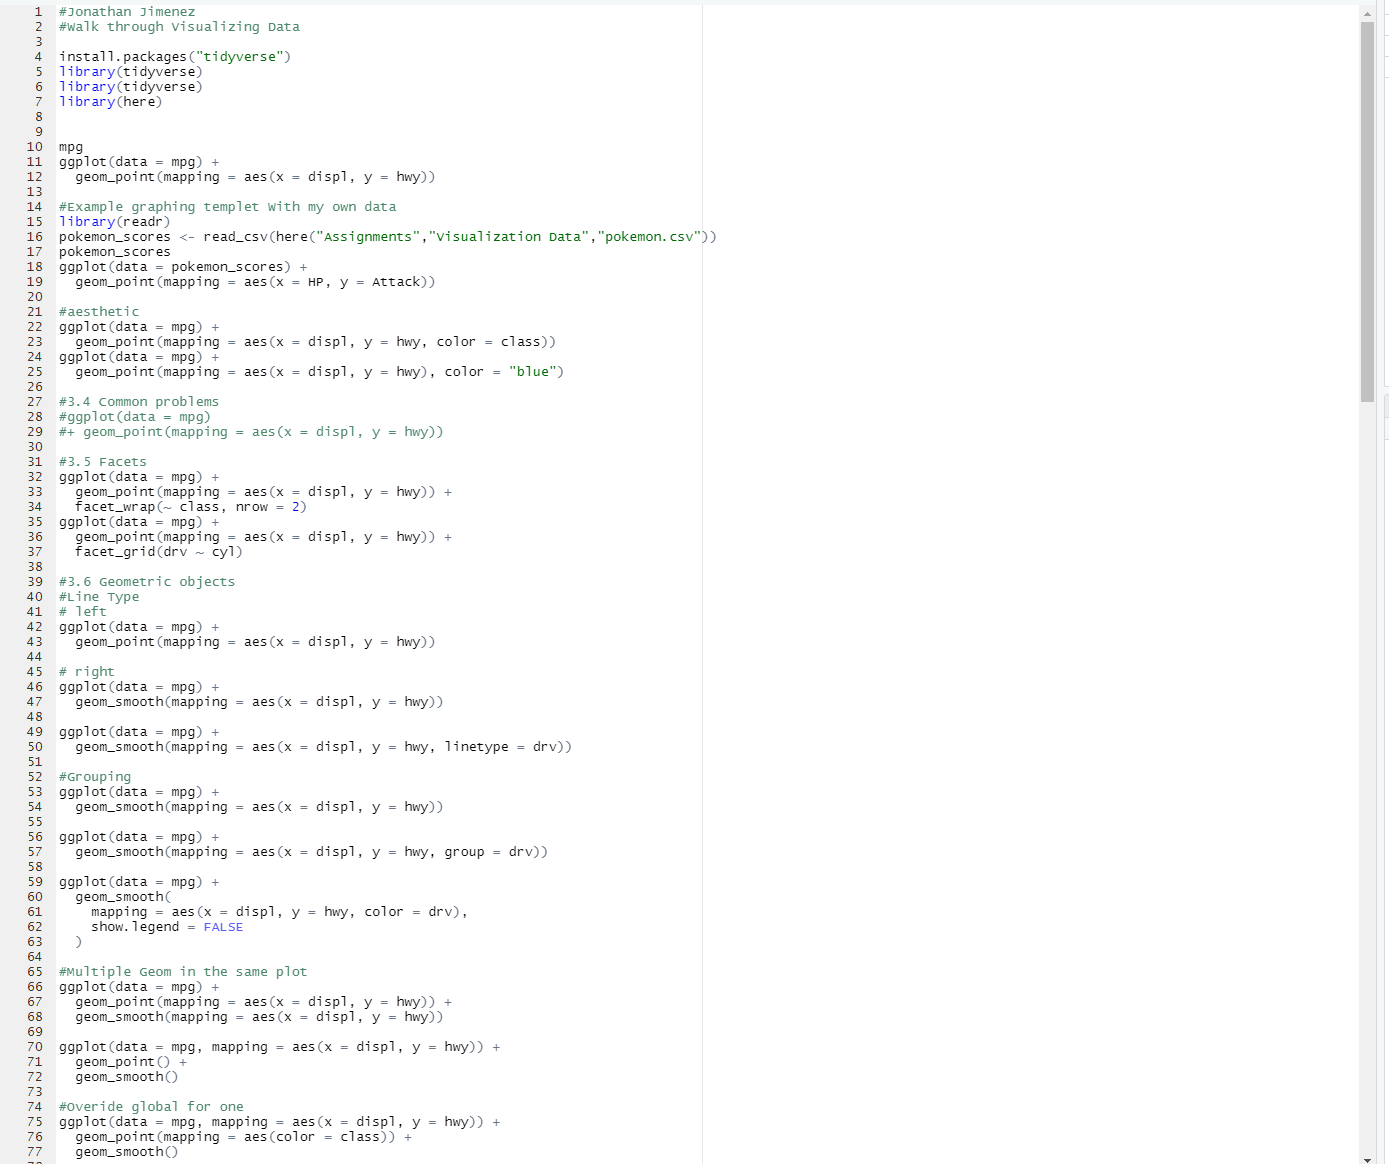 1 #Jonathan Jimenez
2 #Walk through Visualizing Data
3
4 install.packages("tidyverse")
5 library(tidyverse)
6 library(tidyverse)
7 library(here)
8
9
10 mpg
11 ggplot(data = mpg) +
12   geom_point(mapping = aes(x = displ, y = hwy))
13
14 #Example graphing templet With my own data
15 library(readr)
16 pokemon_scores <- read_csv(here("Assignments","Visualization Data","pokemon.csv"))
17 pokemon_scores
18 ggplot(data = pokemon_scores) +
19   geom_point(mapping = aes(x = HP, y = Attack))
20
21 #aesthetic
22 ggplot(data = mpg) +
23   geom_point(mapping = aes(x = displ, y = hwy, color = class))
24 ggplot(data = mpg) +
25   geom_point(mapping = aes(x = displ, y = hwy), color = "blue")
26
27 #3.4 Common problems
28 #ggplot(data = mpg)
29 #+ geom_point(mapping = aes(x = displ, y = hwy))
30
31 #3.5 Facets
32 ggplot(data = mpg) +
33   geom_point(mapping = aes(x = displ, y = hwy)) +
34   facet_wrap(~ class, nrow = 2)
35 ggplot(data = mpg) +
36   geom_point(mapping = aes(x = displ, y = hwy)) +
37   facet_grid(drv ~ cyl)
38
39 #3.6 Geometric objects
40 #Line Type
41 # left
42 ggplot(data = mpg) +
43   geom_point(mapping = aes(x = displ, y = hwy))
44
45 # right
46 ggplot(data = mpg) +
47   geom_smooth(mapping = aes(x = displ, y = hwy))
48
49 ggplot(data = mpg) +
50   geom_smooth(mapping = aes(x = displ, y = hwy, linetype = drv))
51
52 #Grouping
53 ggplot(data = mpg) +
54   geom_smooth(mapping = aes(x = displ, y = hwy))
55
56 ggplot(data = mpg) +
57   geom_smooth(mapping = aes(x = displ, y = hwy, group = drv))
58
59 ggplot(data = mpg) +
60   geom_smooth(
61     mapping = aes(x = displ, y = hwy, color = drv),
62     show.legend = FALSE
63   )
64
65 #Multiple Geom in the same plot
66 ggplot(data = mpg) +
67   geom_point(mapping = aes(x = displ, y = hwy)) +
68   geom_smooth(mapping = aes(x = displ, y = hwy))
69
70 ggplot(data = mpg, mapping = aes(x = displ, y = hwy)) +
71   geom_point() +
72   geom_smooth()
73
74 #Overide global for one
75 ggplot(data = mpg, mapping = aes(x = displ, y = hwy)) +
76   geom_point(mapping = aes(color = class)) +
77   geom_smooth()